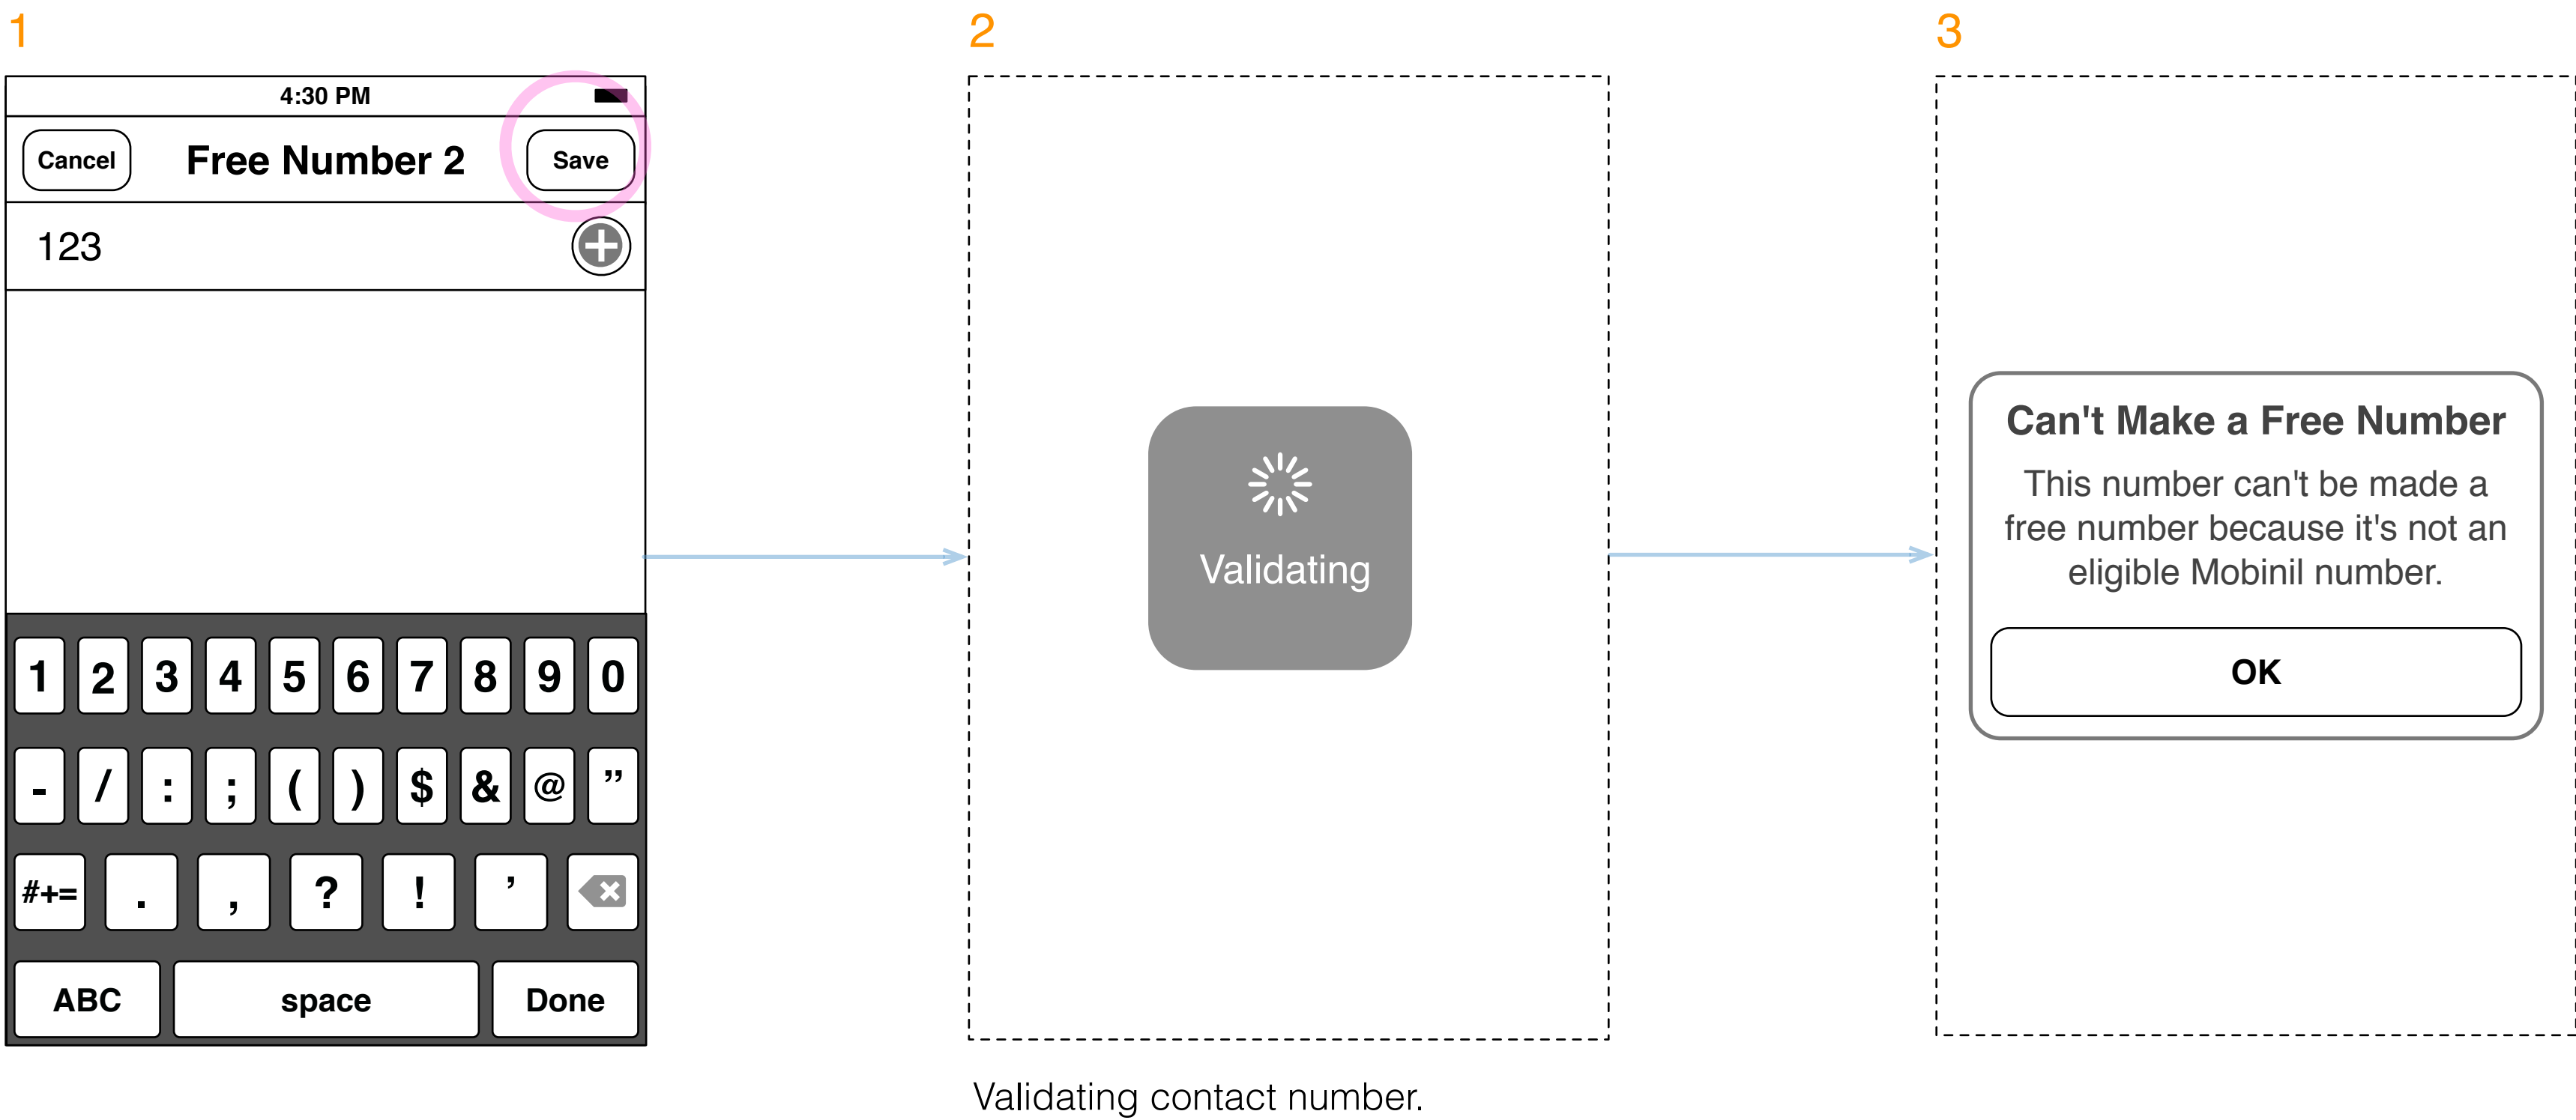 1
2
3
4:30 PM
Cancel
Free Number 2
Save
123
1 2 3 4 5 6 7 8 9 0
- / : ; ( ) $ & @ ”
#+= . , ? ! ’
ABC space Done
Validating
Validating contact number.
Can't Make a Free Number
This number can't be made a
free number because it's not an
eligible Mobinil number.
OK